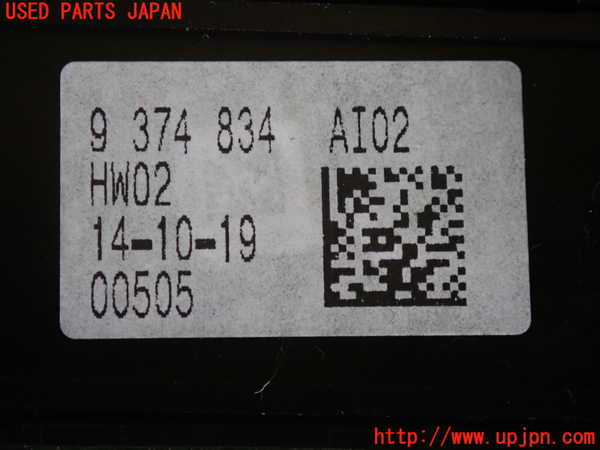 USED PARTS JAPAN
9 374 834 AI02
HW02
14-10-19
00505
http://www.upjpn.com